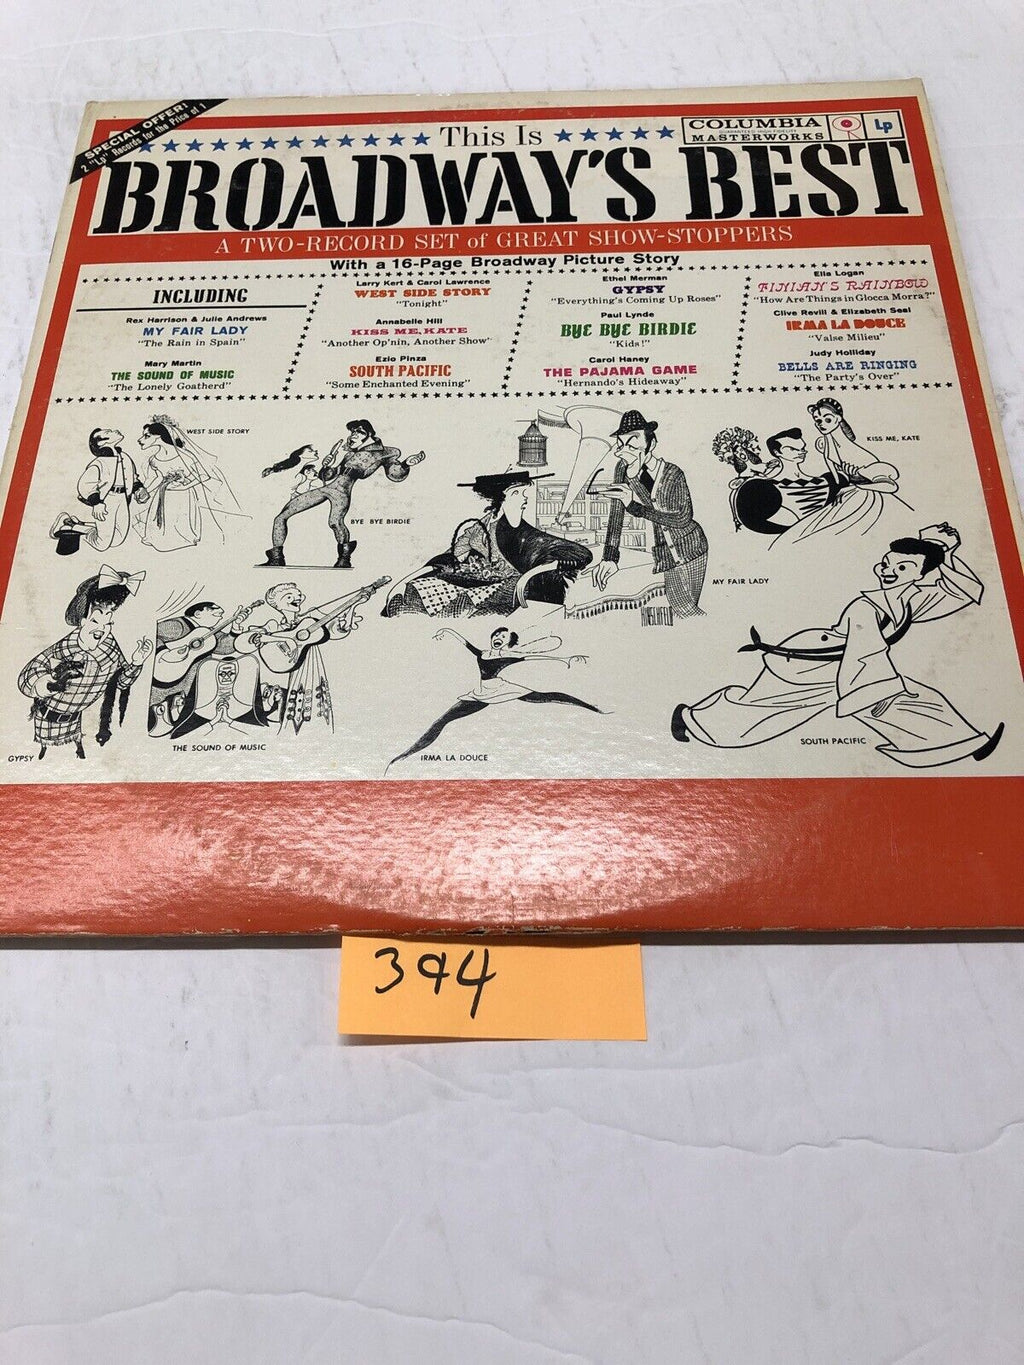 SPECIAL OFFER!
2 "Lp" Records for the Price of 1
This Is
COLUMBIA
GUARANTEED HIGH FIDELITY
MASTERWORKS
Lp
BROADWAY'S BEST
A TWO-RECORD SET of GREAT SHOW-STOPPERS
With a 16-Page Broadway Picture Story
INCLUDING
Rex Harrison & Julie Andrews
MY FAIR LADY
"The Rain in Spain"
Mary Martin
THE SOUND OF MUSIC
"The Lonely Goatherd"
Larry Kert & Carol Lawrence
WEST SIDE STORY
"Tonight"
Annabelle Hill
KISS ME, KATE
"Another Op'nin, Another Show"
Ezio Pinza
SOUTH PACIFIC
"Some Enchanted Evening"
Ethel Merman
GYPSY
"Everything's Coming Up Roses"
Paul Lynde
BYE BYE BIRDIE
"Kids!"
Carol Haney
THE PAJAMA GAME
"Hernando's Hideaway"
Ella Logan
FINIAN'S RAINBOW
"How Are Things in Glocca Morra?"
Clive Revill & Elizabeth Seal
IRMA LA DOUCE
"Valse Milieu"
Judy Holliday
BELLS ARE RINGING
"The Party's Over"
WEST SIDE STORY
BYE BYE BIRDIE
KISS ME, KATE
MY FAIR LADY
HIRSCHFELD
GYPSY
THE SOUND OF MUSIC
IRMA LA DOUCE
SOUTH PACIFIC
394